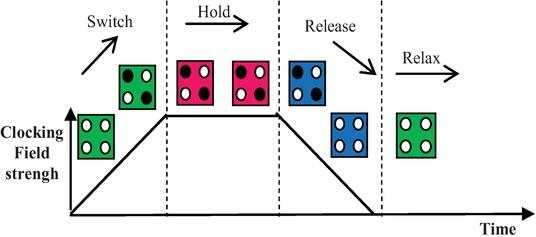 Switch
Hold
Release
Relax
Clocking
Field
strengh
Time